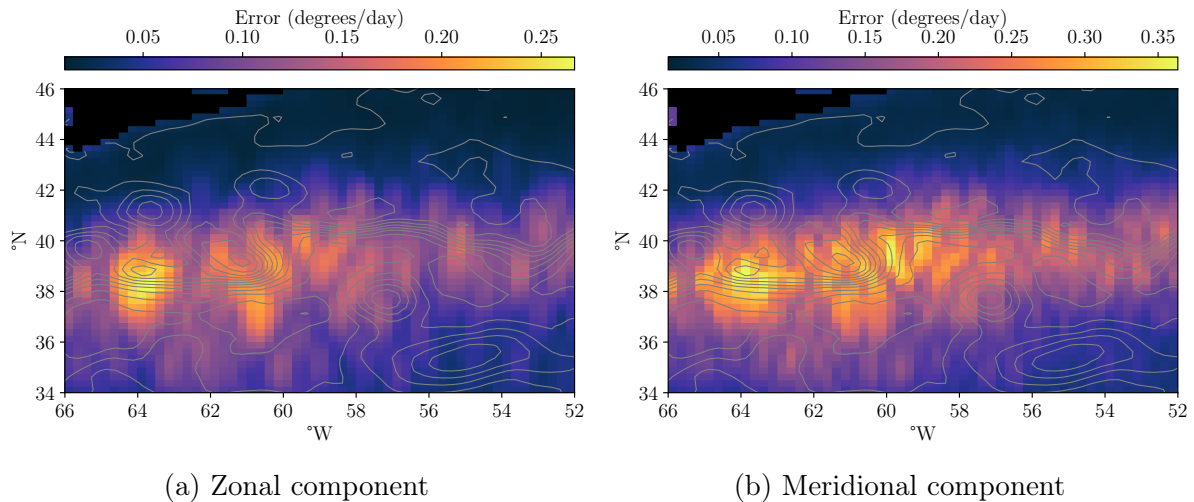 Error (degrees/day)
0.05 0.10 0.15 0.20 0.25
46
44
42
40
38
36
34
°N
66 64 62 60 58 56 54 52
°W
(a) Zonal component
Error (degrees/day)
0.05 0.10 0.15 0.20 0.25 0.30 0.35
46
44
42
40
38
36
34
°N
66 64 62 60 58 56 54 52
°W
(b) Meridional component